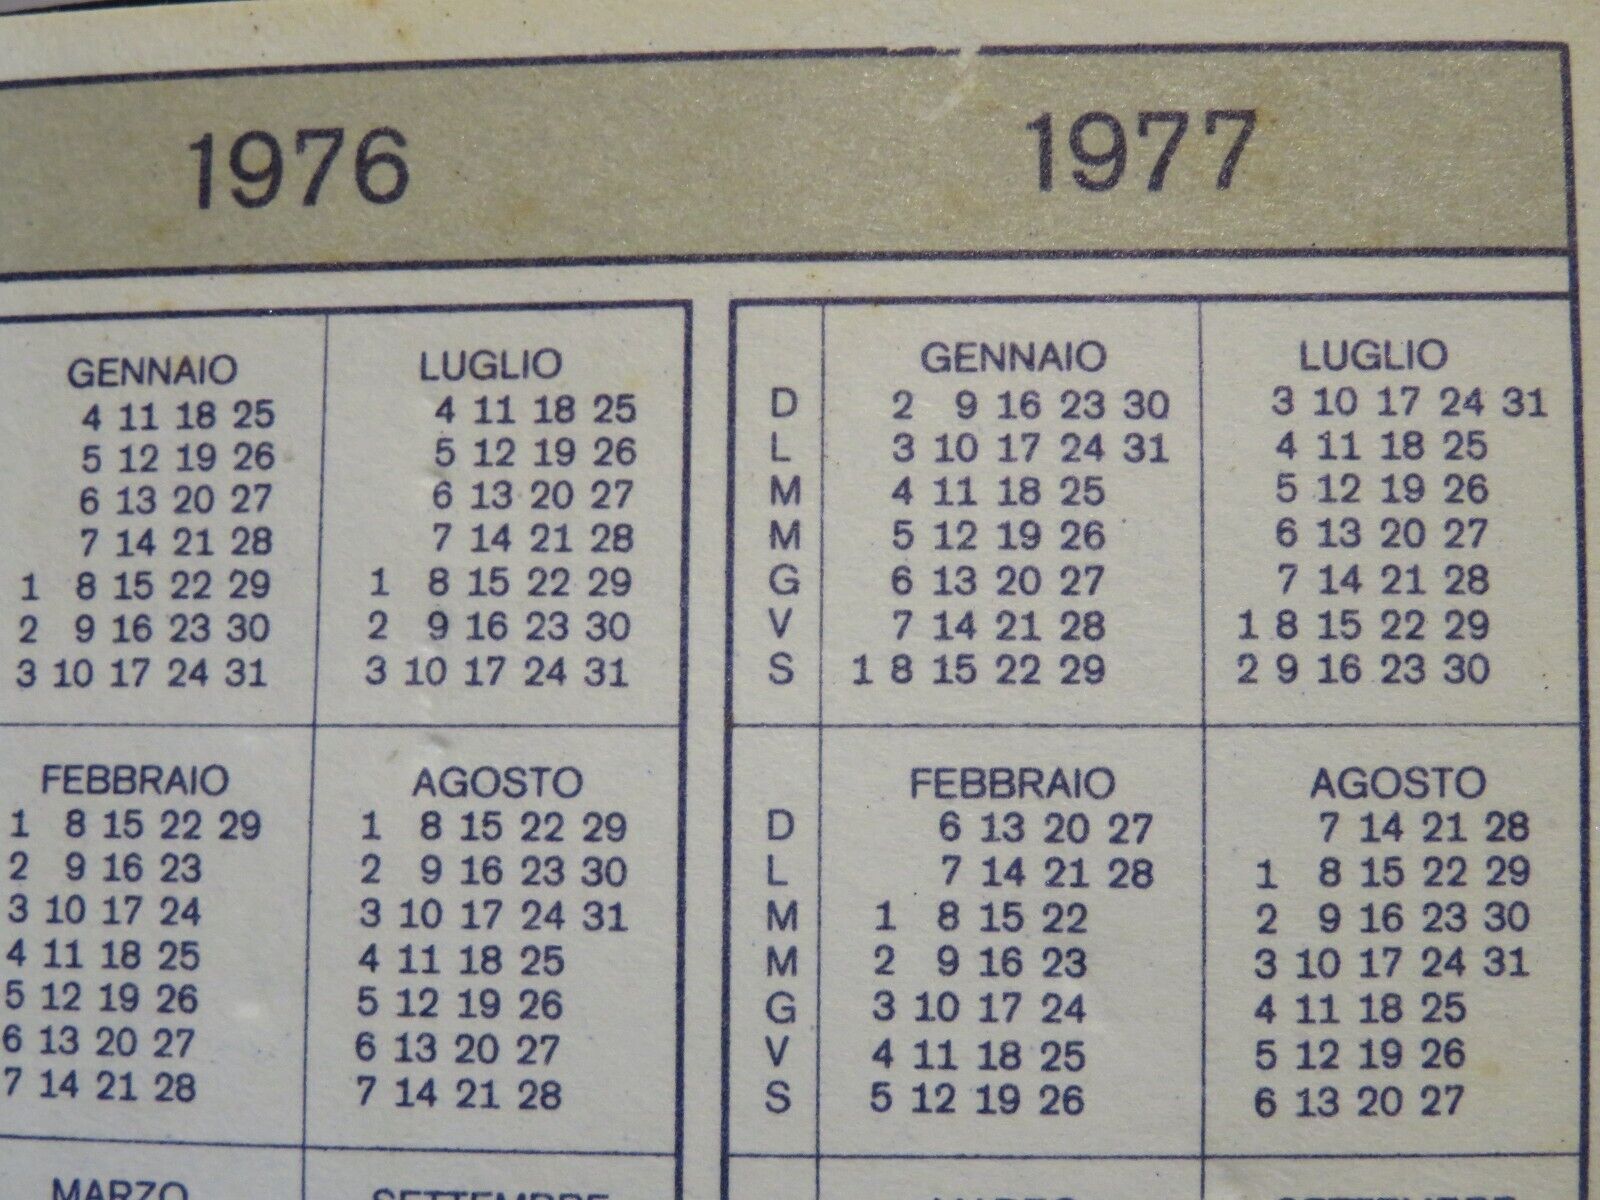 1976 1977
GENNAIO LUGLIO
4 11 18 25 4 11 18 25
5 12 19 26 5 12 19 26
6 13 20 27 6 13 20 27
7 14 21 28 7 14 21 28
1 8 15 22 29 1 8 15 22 29
2 9 16 23 30 2 9 16 23 30
3 10 17 24 31 3 10 17 24 31
FEBBRAIO AGOSTO
1 8 15 22 29 1 8 15 22 29
2 9 16 23 2 9 16 23 30
3 10 17 24 3 10 17 24 31
4 11 18 25 4 11 18 25
5 12 19 26 5 12 19 26
6 13 20 27 6 13 20 27
7 14 21 28 7 14 21 28
MARZO SETTEMBRE
GENNAIO LUGLIO
D 2 9 16 23 30 3 10 17 24 31
L 3 10 17 24 31 4 11 18 25
M 4 11 18 25 5 12 19 26
M 5 12 19 26 6 13 20 27
G 6 13 20 27 7 14 21 28
V 7 14 21 28 1 8 15 22 29
S 1 8 15 22 29 2 9 16 23 30
FEBBRAIO AGOSTO
D 6 13 20 27 7 14 21 28
L 7 14 21 28 1 8 15 22 29
M 1 8 15 22 2 9 16 23 30
M 2 9 16 23 3 10 17 24 31
G 3 10 17 24 4 11 18 25
V 4 11 18 25 5 12 19 26
S 5 12 19 26 6 13 20 27
MARZO SETTEMBRE